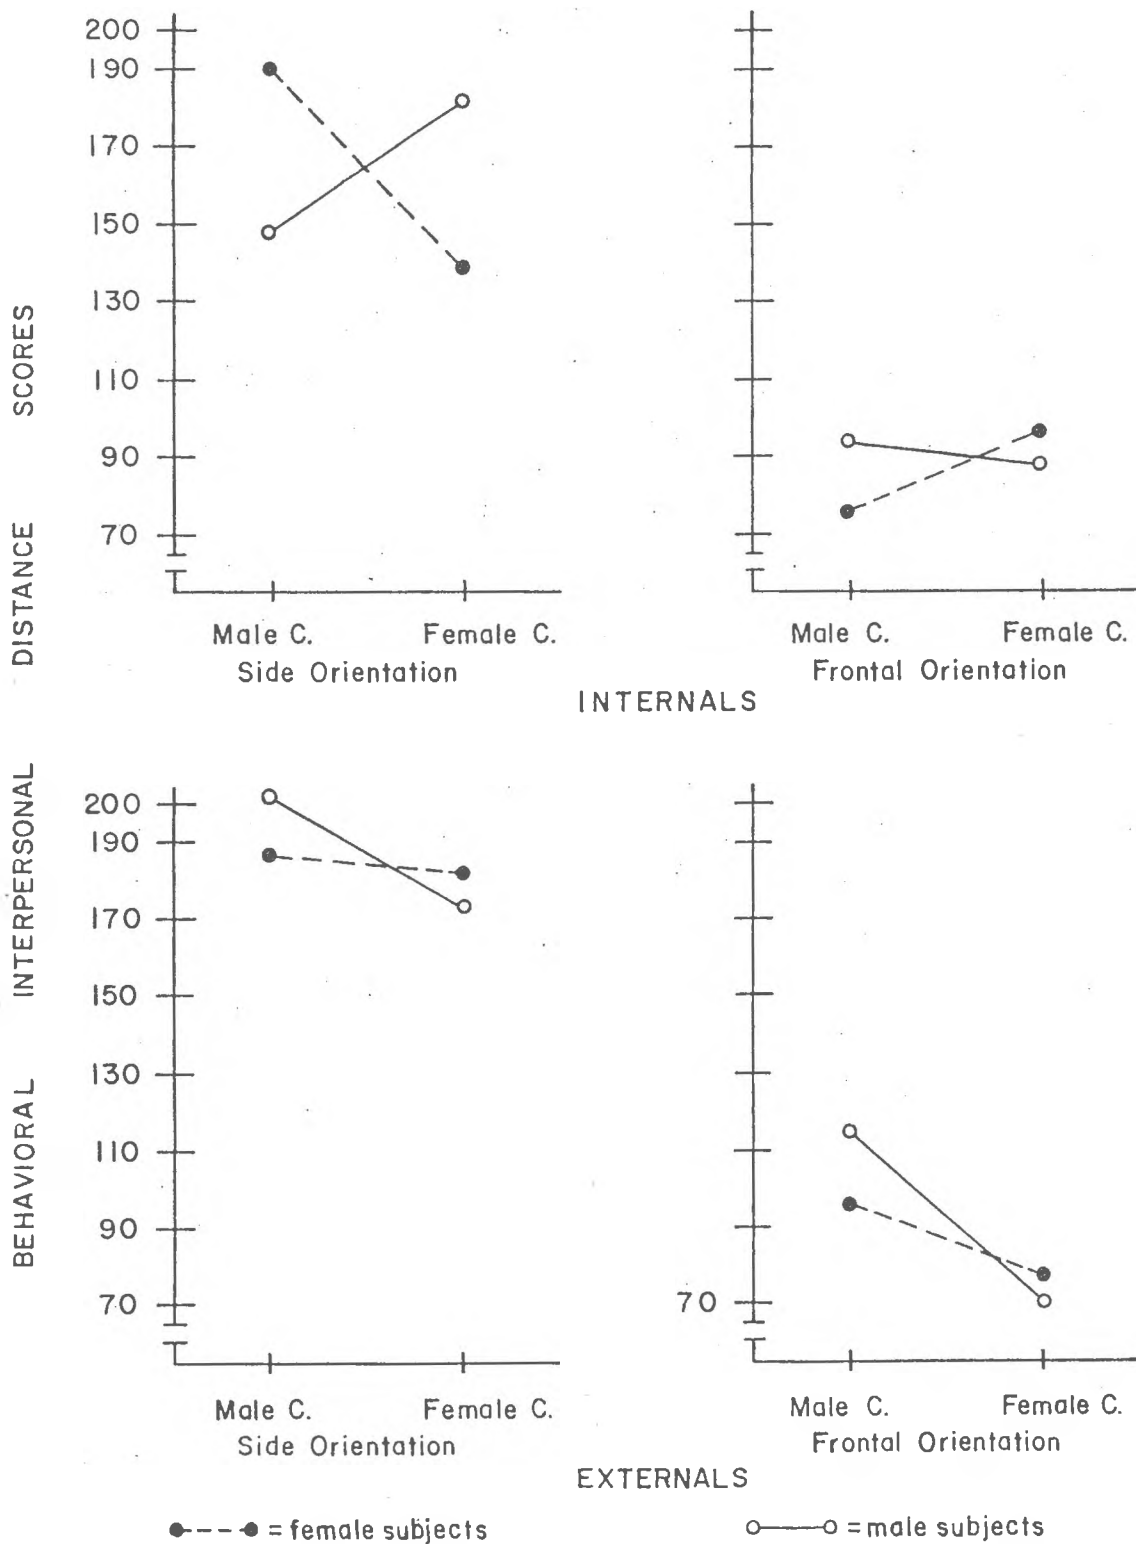 200
190
170
150
130
110
90
70
Male C. Female C.
Side Orientation
Male C. Female C.
Frontal Orientation
INTERNALS
BEHAVIORAL INTERPERSONAL DISTANCE SCORES
200
190
170
150
130
110
90
70
70
Male C. Female C.
Side Orientation
Male C. Female C.
Frontal Orientation
EXTERNALS
= female subjects
= male subjects